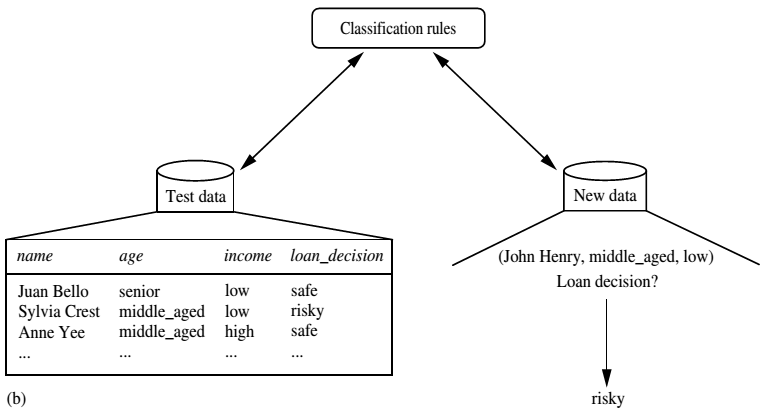 Classification rules
Test data
name age income loan_decision
Juan Bello senior low safe
Sylvia Crest middle_aged low risky
Anne Yee middle_aged high safe
... ... ... ...
New data
(John Henry, middle_aged, low)
Loan decision?
risky
(b)